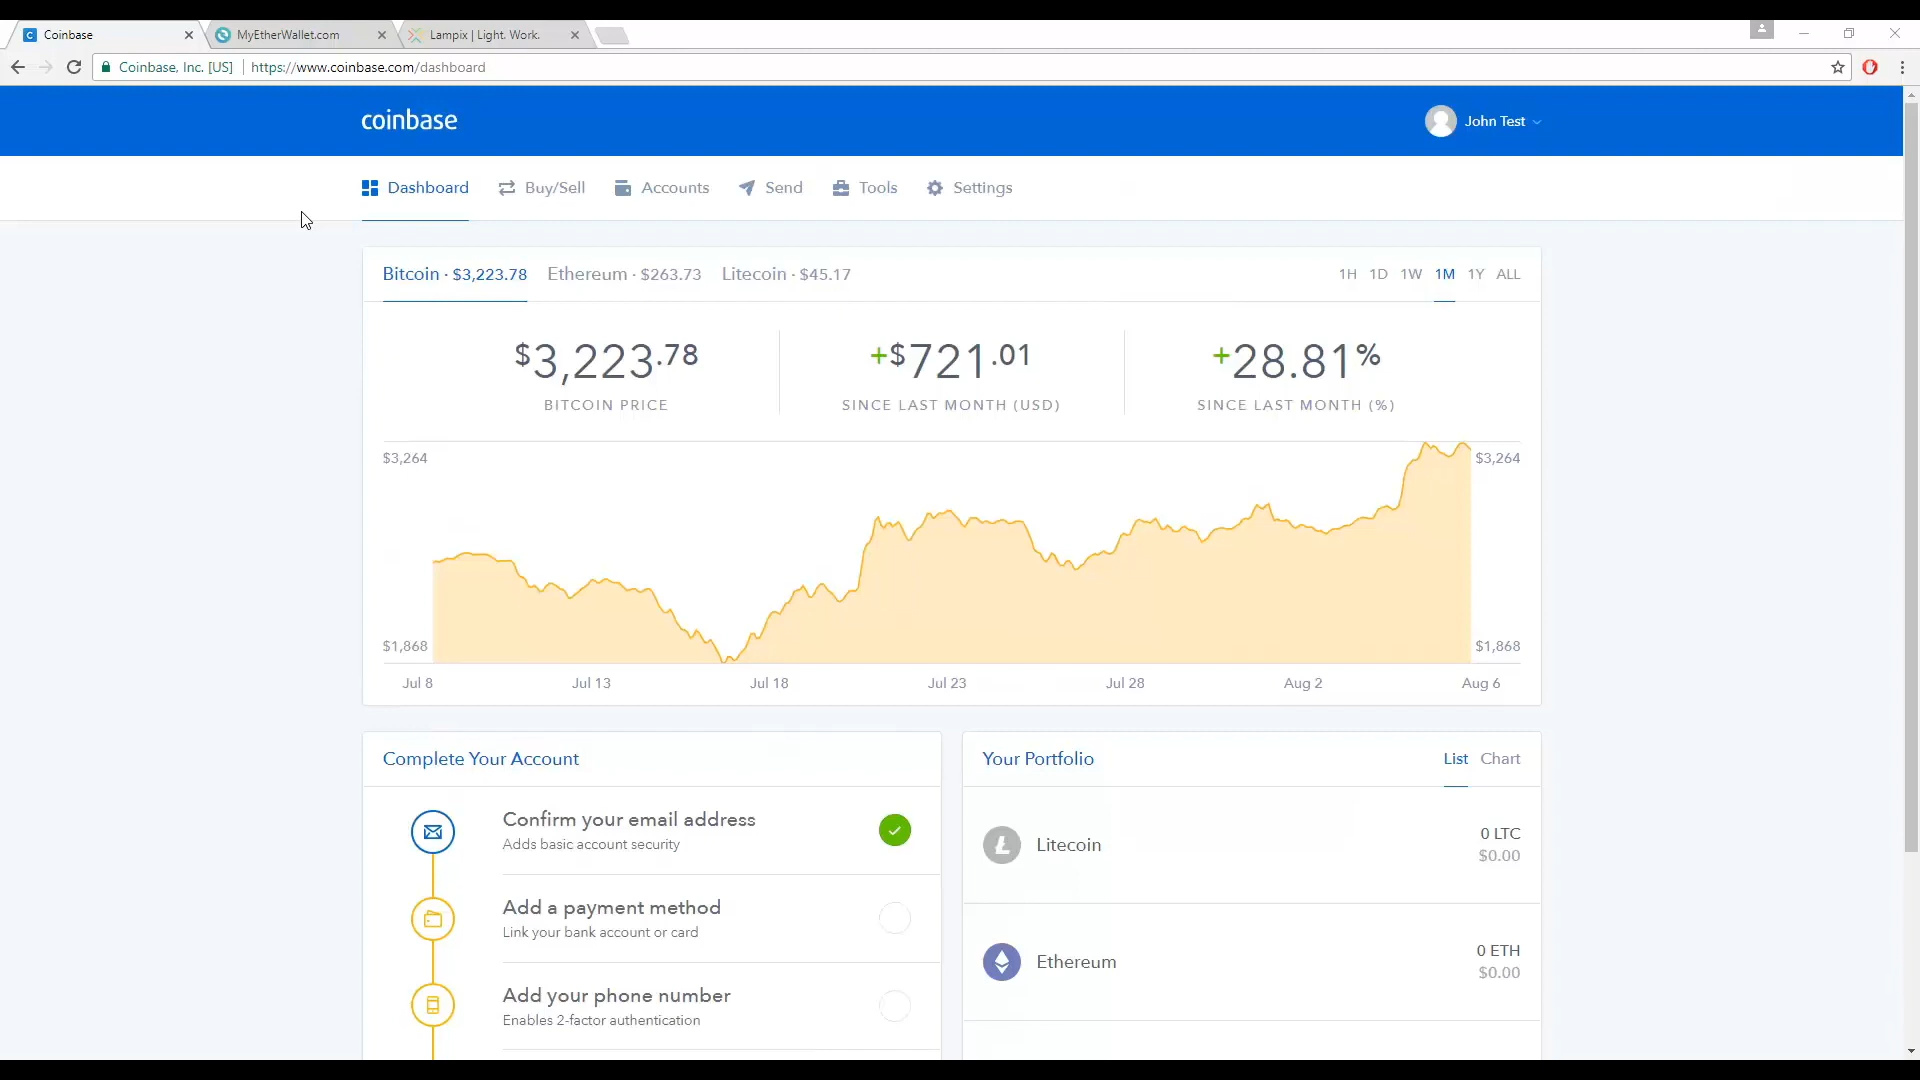 Coinbase
MyEtherWallet.com
Lampix | Light. Work.
Coinbase, Inc. [US]
https://www.coinbase.com/dashboard
coinbase
John Test
Dashboard
Buy/Sell
Accounts
Send
Tools
Settings
Bitcoin · $3,223.78
Ethereum · $263.73
Litecoin · $45.17
1H 1D 1W 1M 1Y ALL
$3,223.78
+$721.01
+28.81%
BITCOIN PRICE
SINCE LAST MONTH (USD)
SINCE LAST MONTH (%)
$3,264
$3,264
$1,868
$1,868
Jul 8
Jul 13
Jul 18
Jul 23
Jul 28
Aug 2
Aug 6
Complete Your Account
Confirm your email address
Adds basic account security
Add a payment method
Link your bank account or card
Add your phone number
Enables 2-factor authentication
Your Portfolio
List
Chart
Litecoin
0 LTC
$0.00
Ethereum
0 ETH
$0.00